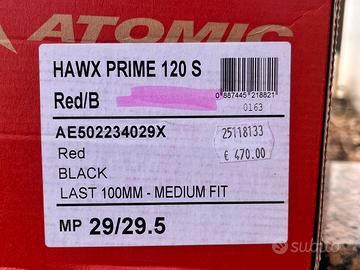 ATOMIC
HAWX PRIME 120 S
Red/B
0 887445 218821
0163
AE502234029X
Red
BLACK
LAST 100MM - MEDIUM FIT
MP 29/29.5
25118133
€ 470.00
subito